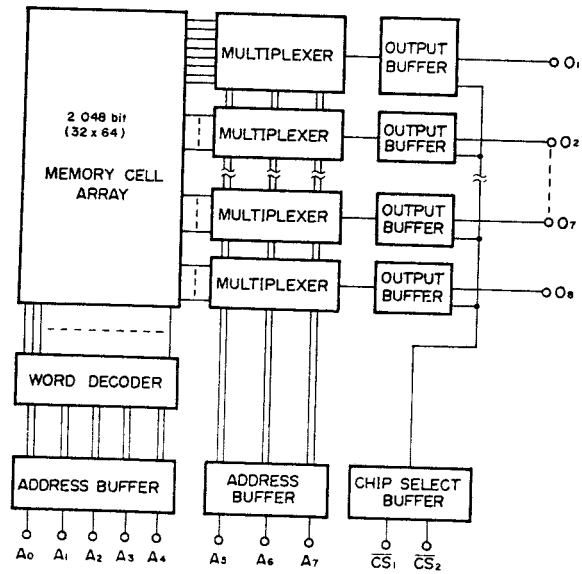 2 048 bit
(32 x 64)
MEMORY CELL
ARRAY
MULTIPLEXER
OUTPUT
BUFFER
O₁
MULTIPLEXER
OUTPUT
BUFFER
O₂
MULTIPLEXER
OUTPUT
BUFFER
O₇
MULTIPLEXER
OUTPUT
BUFFER
O₈
WORD DECODER
ADDRESS BUFFER
ADDRESS
BUFFER
CHIP SELECT
BUFFER
A₀ A₁ A₂ A₃ A₄ A₅ A₆ A₇ C̅S̅₁ C̅S̅₂